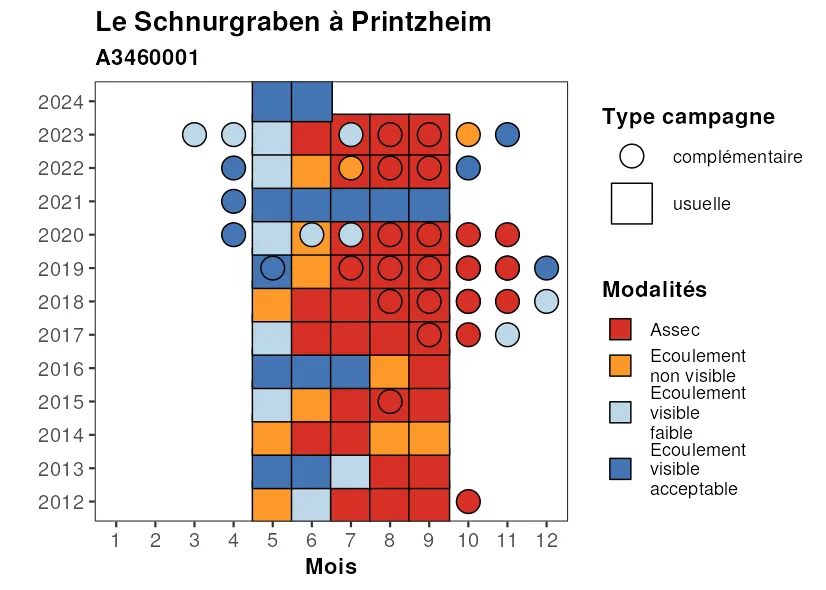 Le Schnurgraben à Printzheim
A3460001
2024
2023
2022
2021
2020
2019
2018
2017
2016
2015
2014
2013
2012
1 2 3 4 5 6 7 8 9 10 11 12
Mois
Type campagne
complémentaire
usuelle
Modalités
Assec
Ecoulement
non visible
Ecoulement
visible
faible
Ecoulement
visible
acceptable